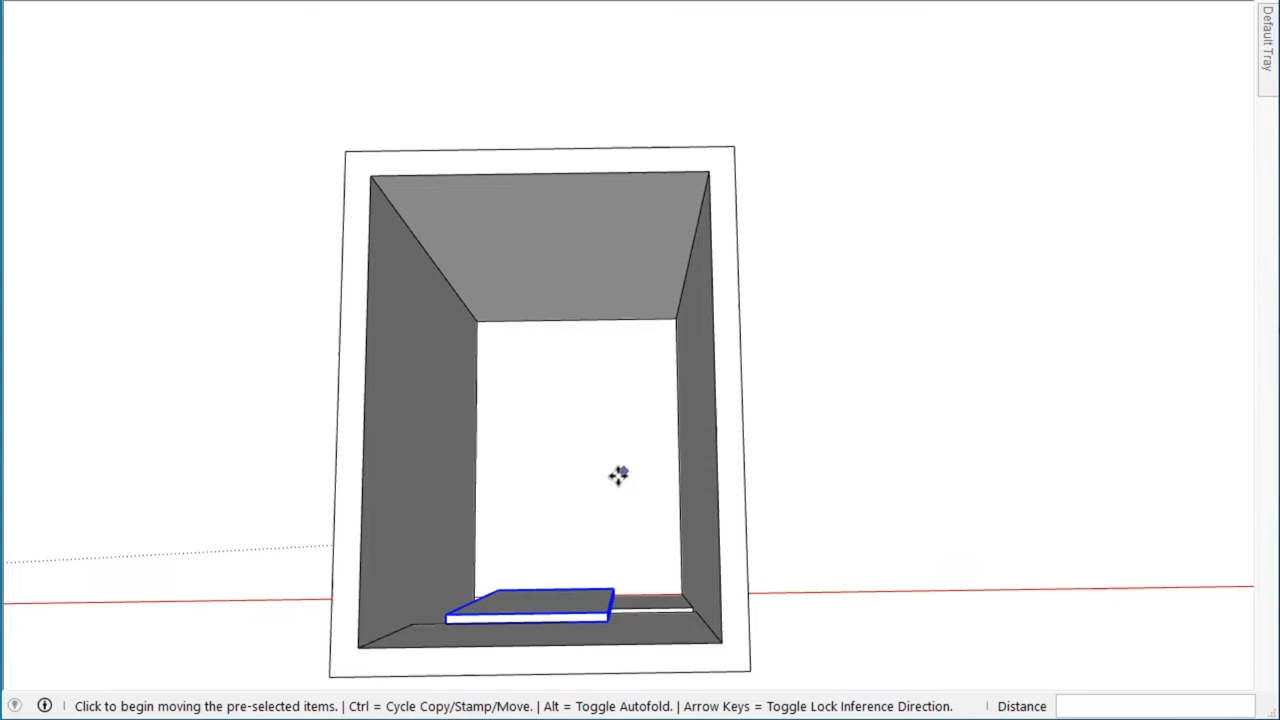 Default Tray
Click to begin moving the pre-selected items. | Ctrl = Cycle Copy/Stamp/Move. | Alt = Toggle Autofold. | Arrow Keys = Toggle Lock Inference Direction.
Distance